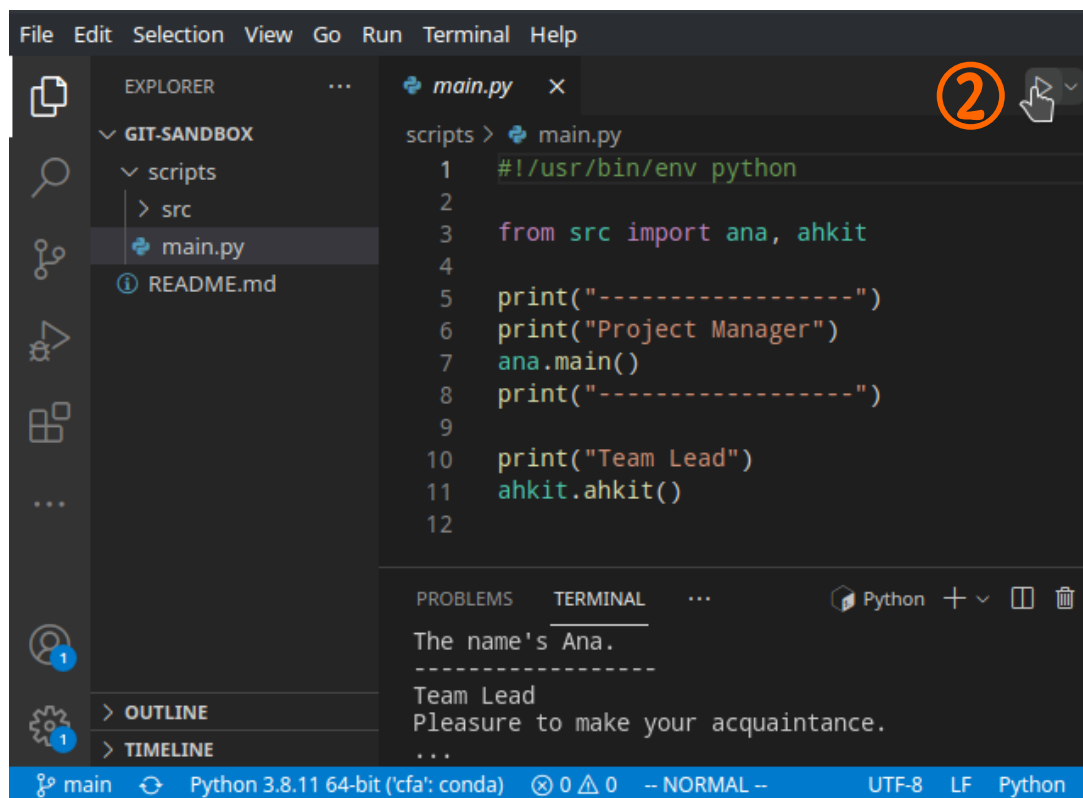 File Edit Selection View Go Run Terminal Help
EXPLORER ···
GIT-SANDBOX
scripts
src
main.py
README.md
OUTLINE
TIMELINE
main.py
2
scripts > main.py
1 #!/usr/bin/env python
2
3 from src import ana, ahkit
4
5 print("------------------")
6 print("Project Manager")
7 ana.main()
8 print("------------------")
9
10 print("Team Lead")
11 ahkit.ahkit()
12
PROBLEMS TERMINAL ··· Python
The name's Ana.
-------------------
Team Lead
Pleasure to make your acquaintance.
...
1
1
main Python 3.8.11 64-bit ('cfa': conda) 0 0 -- NORMAL -- UTF-8 LF Python